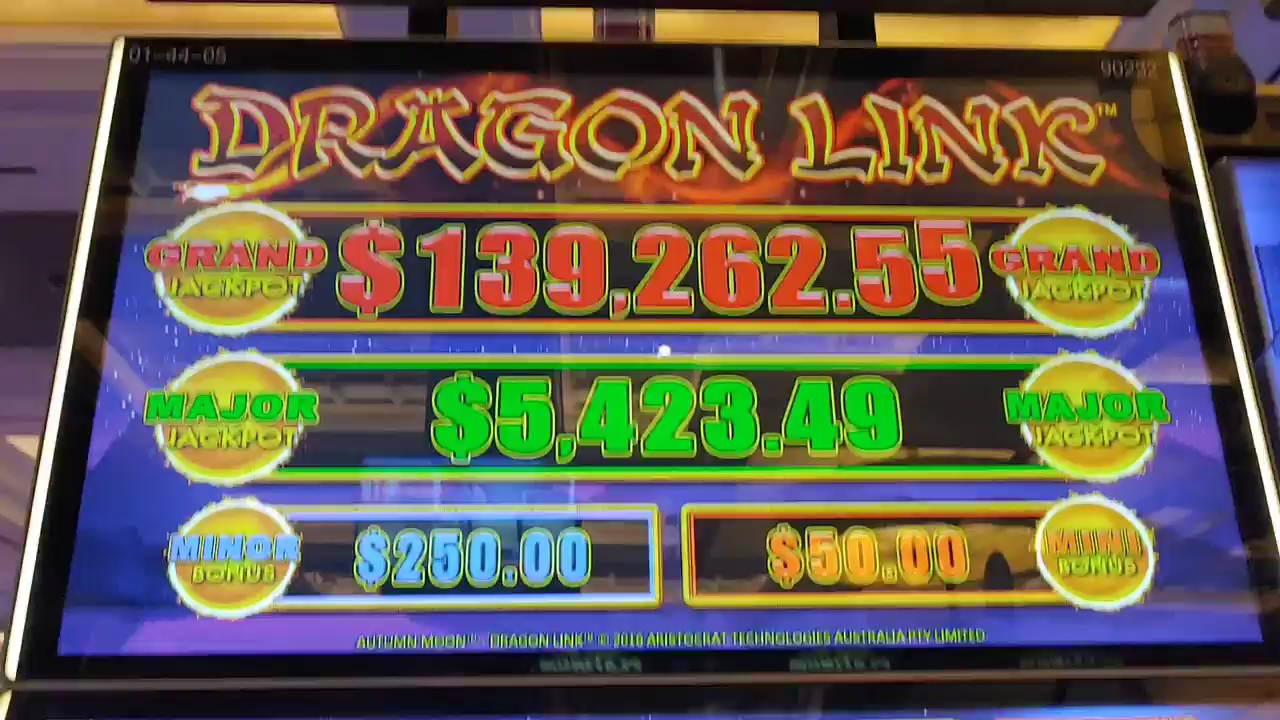 01-44-05 90292
DRAGON LINK™
GRAND JACKPOT $139,262.55 GRAND JACKPOT
MAJOR JACKPOT $5,423.49 MAJOR JACKPOT
MINOR BONUS $250.00 $50.00 MINI BONUS
AUTUMN MOON™ - DRAGON LINK™ © 2016 ARISTOCRAT TECHNOLOGIES AUSTRALIA PTY LIMITED